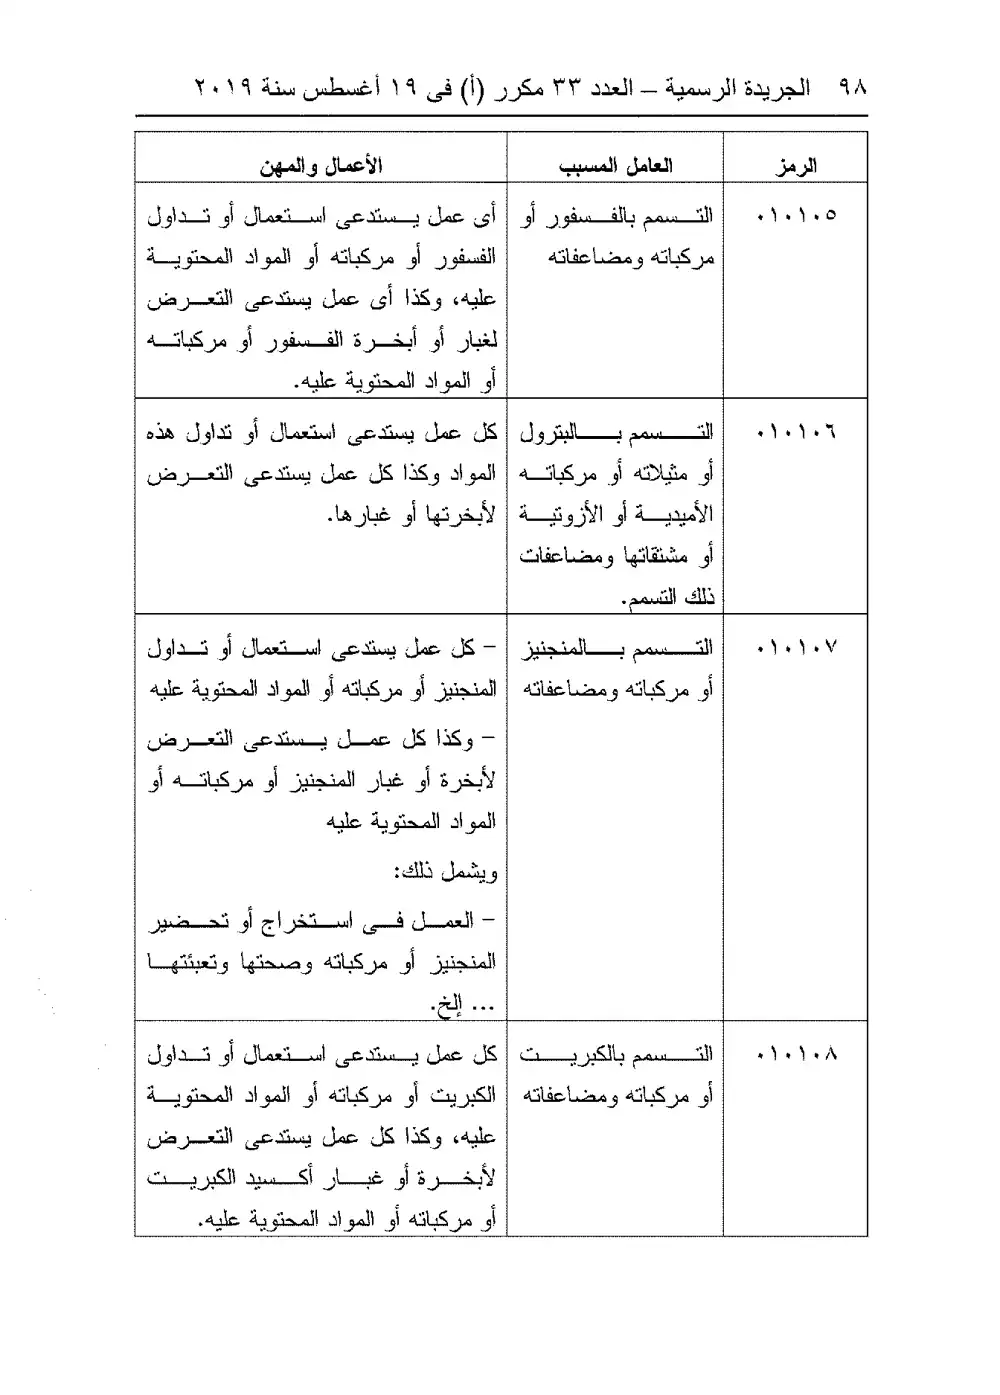 ٩٨ الجريدة الرسمية – العدد ٣٣ مكرر (أ) فى ١٩ أغسطس سنة ٢٠١٩
الرمز
العامل المسبب
الأعمال والمهن
٠١٠١٠٥
التسمم بالفسفور أو
مركباته ومضاعفاته
أى عمل يستدعى استعمال أو تداول
الفسفور أو مركباته أو المواد المحتوية
عليه، وكذا أى عمل يستدعى التعرض
لغبار أو أبخرة الفسفور أو مركباته
أو المواد المحتوية عليه.
٠١٠١٠٦
التسمم بالبترول
أو مثيلاته أو مركباته
الأميدية أو الأزوتية
أو مشتقاتها ومضاعفات
ذلك التسمم.
كل عمل يستدعى استعمال أو تداول هذه
المواد وكذا كل عمل يستدعى التعرض
لأبخرتها أو غبارها.
٠١٠١٠٧
التسمم بالمنجنيز
أو مركباته ومضاعفاته
– كل عمل يستدعى استعمال أو تداول
المنجنيز أو مركباته أو المواد المحتوية عليه
– وكذا كل عمل يستدعى التعرض
لأبخرة أو غبار المنجنيز أو مركباته أو
المواد المحتوية عليه
ويشمل ذلك:
– العمل فى استخراج أو تحضير
المنجنيز أو مركباته وصحتها وتعبئتها
... إلخ.
٠١٠١٠٨
التسمم بالكبريت
أو مركباته ومضاعفاته
كل عمل يستدعى استعمال أو تداول
الكبريت أو مركباته أو المواد المحتوية
عليه، وكذا كل عمل يستدعى التعرض
لأبخرة أو غبار أكسيد الكبريت
أو مركباته أو المواد المحتوية عليه.